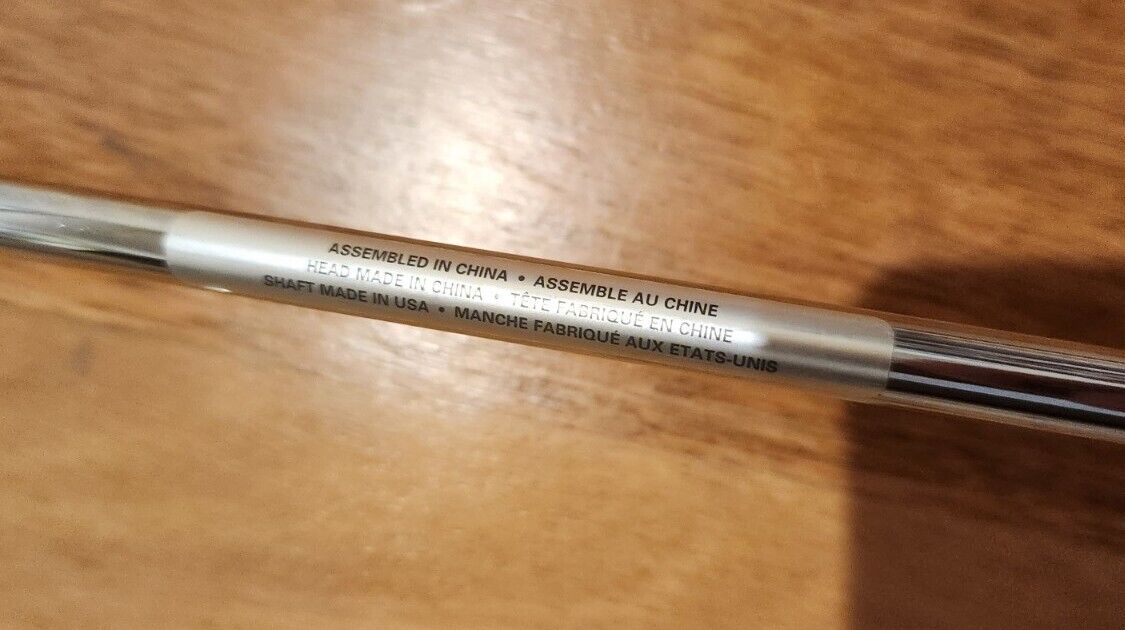 ASSEMBLED IN CHINA • ASSEMBLE AU CHINE
HEAD MADE IN CHINA • TÊTE FABRIQUÉ EN CHINE
SHAFT MADE IN USA • MANCHE FABRIQUÉ AUX ETATS-UNIS